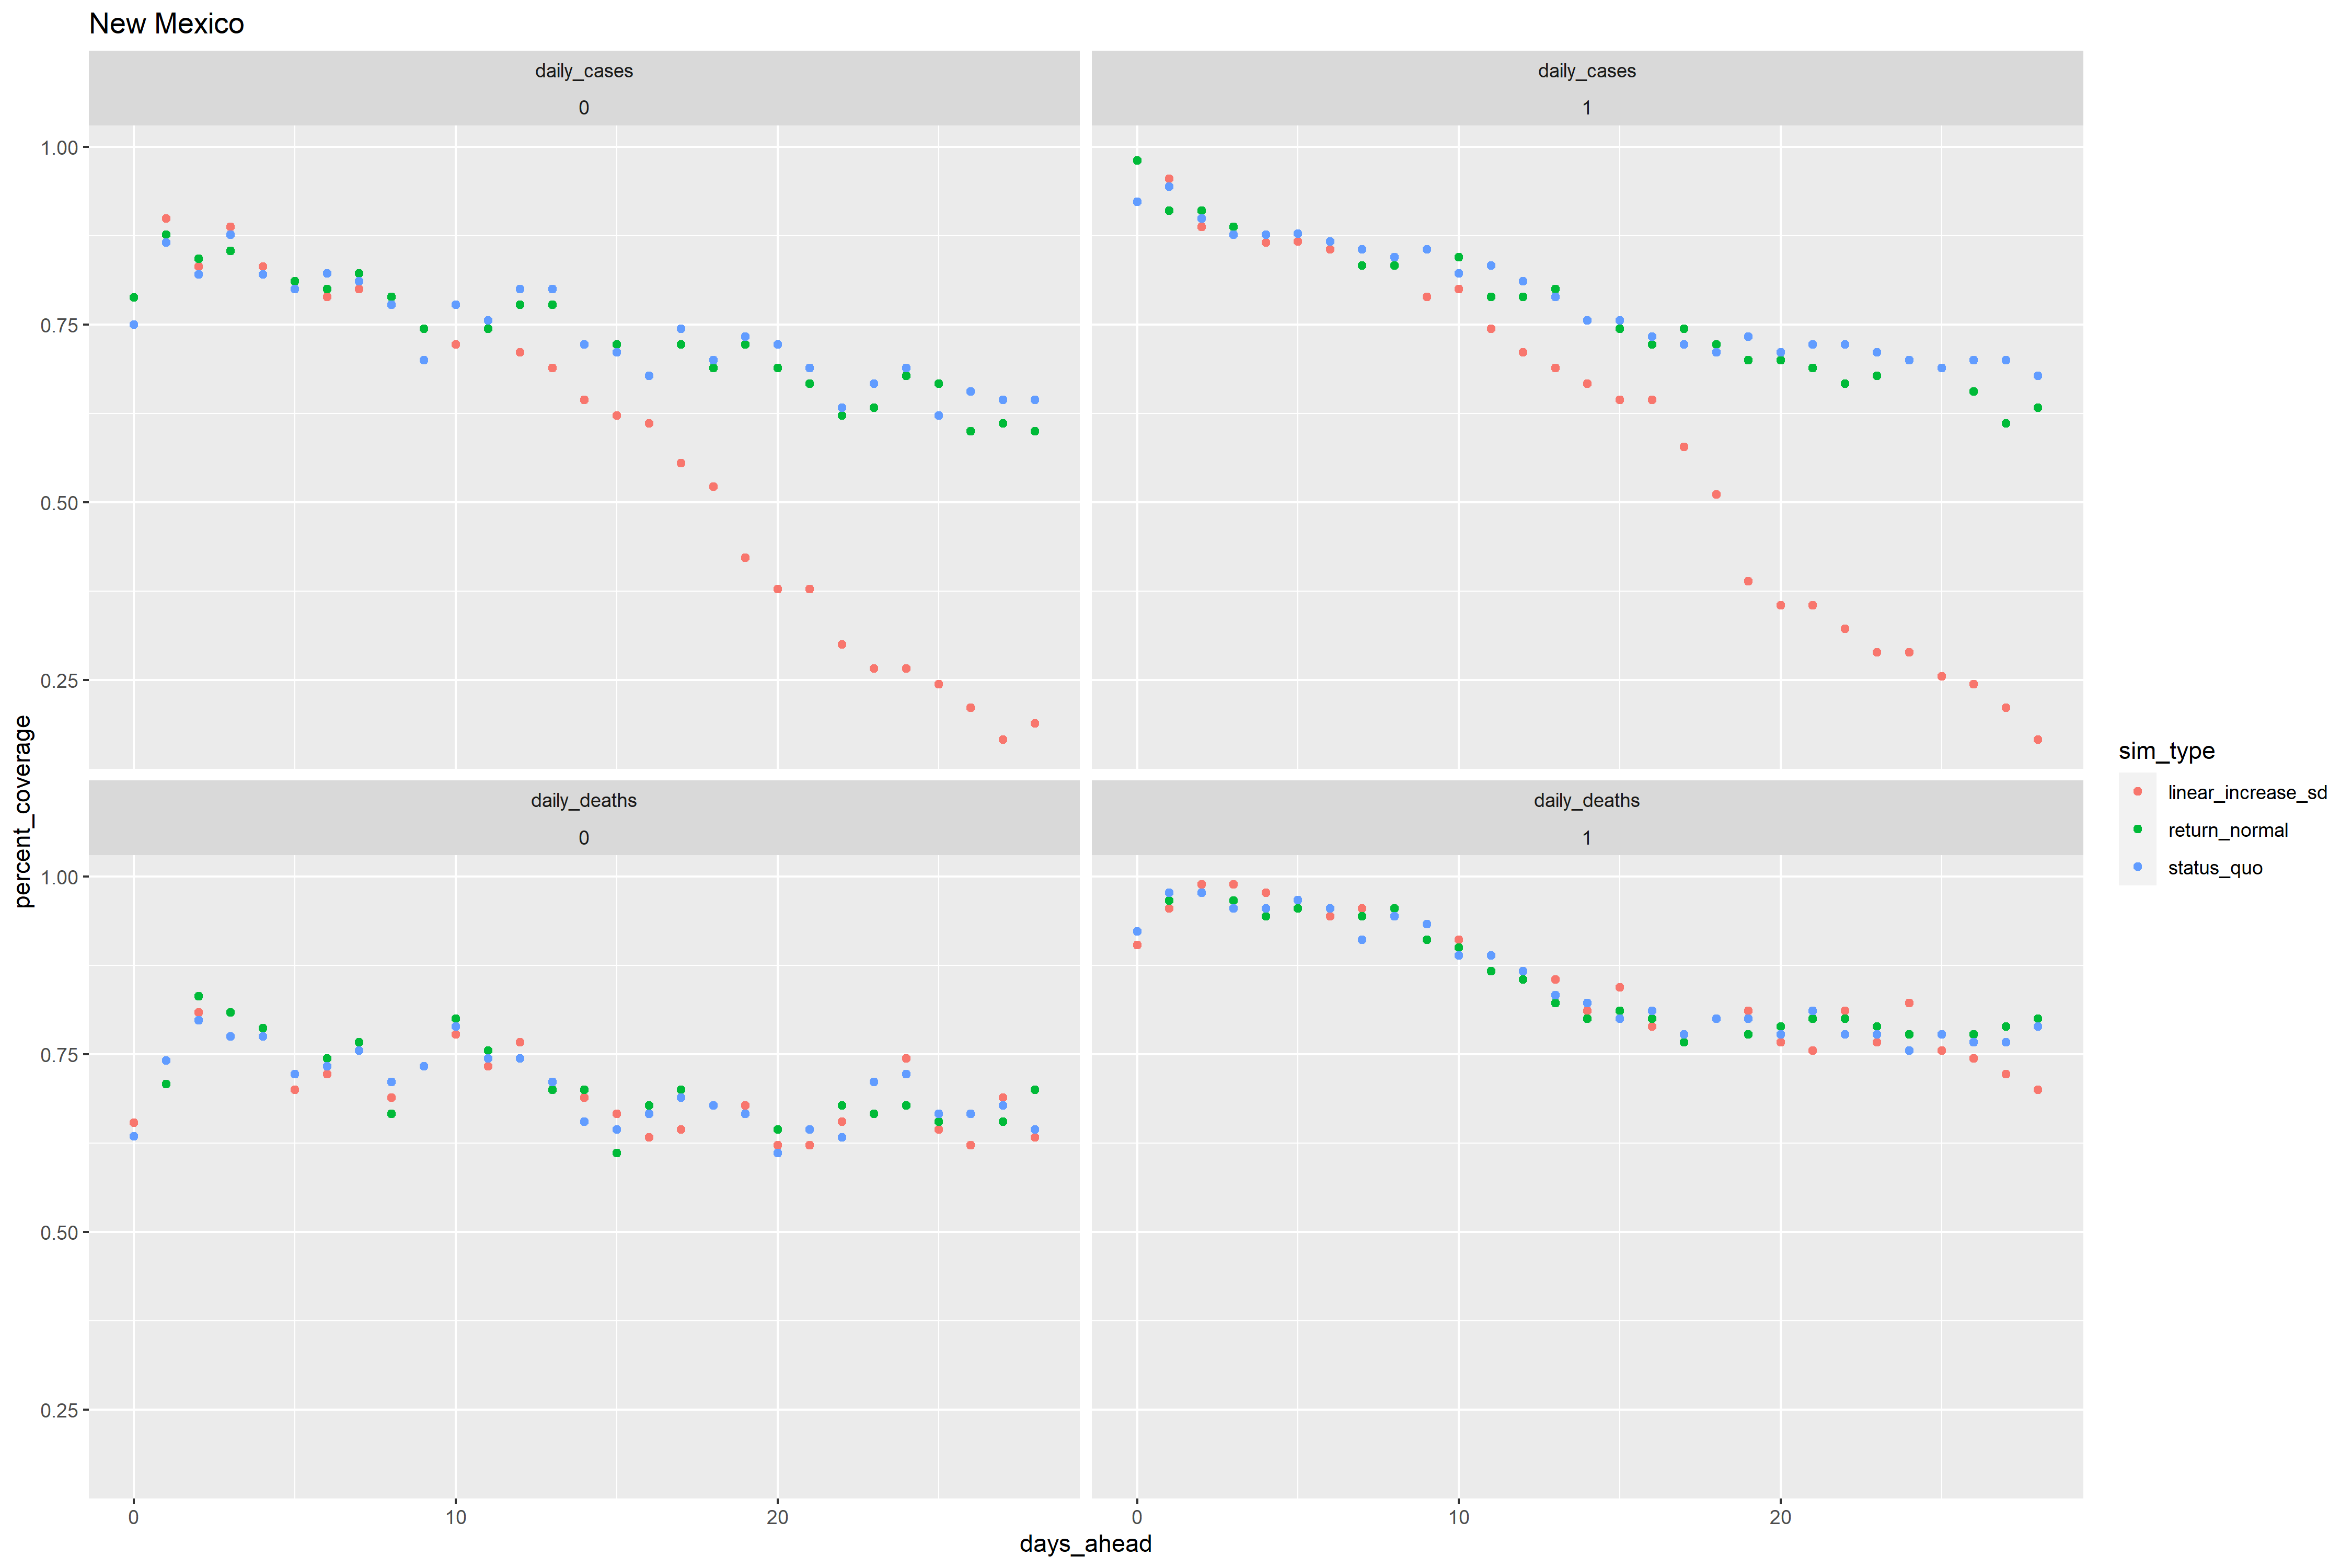 New Mexico
daily_cases
0
daily_cases
1
1.00
0.75
0.50
0.25
daily_deaths
0
daily_deaths
1
1.00
0.75
0.50
0.25
0
10
20
0
10
20
days_ahead
percent_coverage
sim_type
linear_increase_sd
return_normal
status_quo